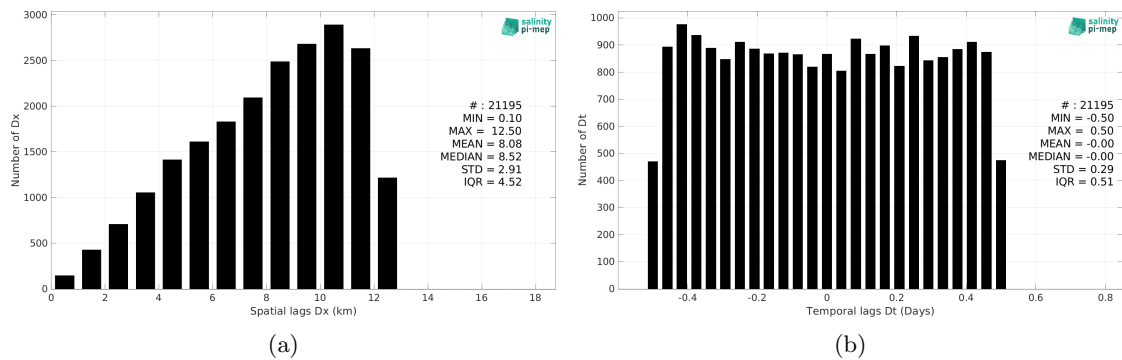 3000
2500
2000
1500
1000
500
0
Number of Dx
salinity
pi-mep
# : 21195
MIN = 0.10
MAX = 12.50
MEAN = 8.08
MEDIAN = 8.52
STD = 2.91
IQR = 4.52
0 2 4 6 8 10 12 14 16 18
Spatial lags Dx (km)
(a)
1000
900
800
700
600
500
400
300
200
100
0
Number of Dt
salinity
pi-mep
# : 21195
MIN = -0.50
MAX = 0.50
MEAN = -0.00
MEDIAN = -0.00
STD = 0.29
IQR = 0.51
-0.4 -0.2 0 0.2 0.4 0.6 0.8
Temporal lags Dt (Days)
(b)